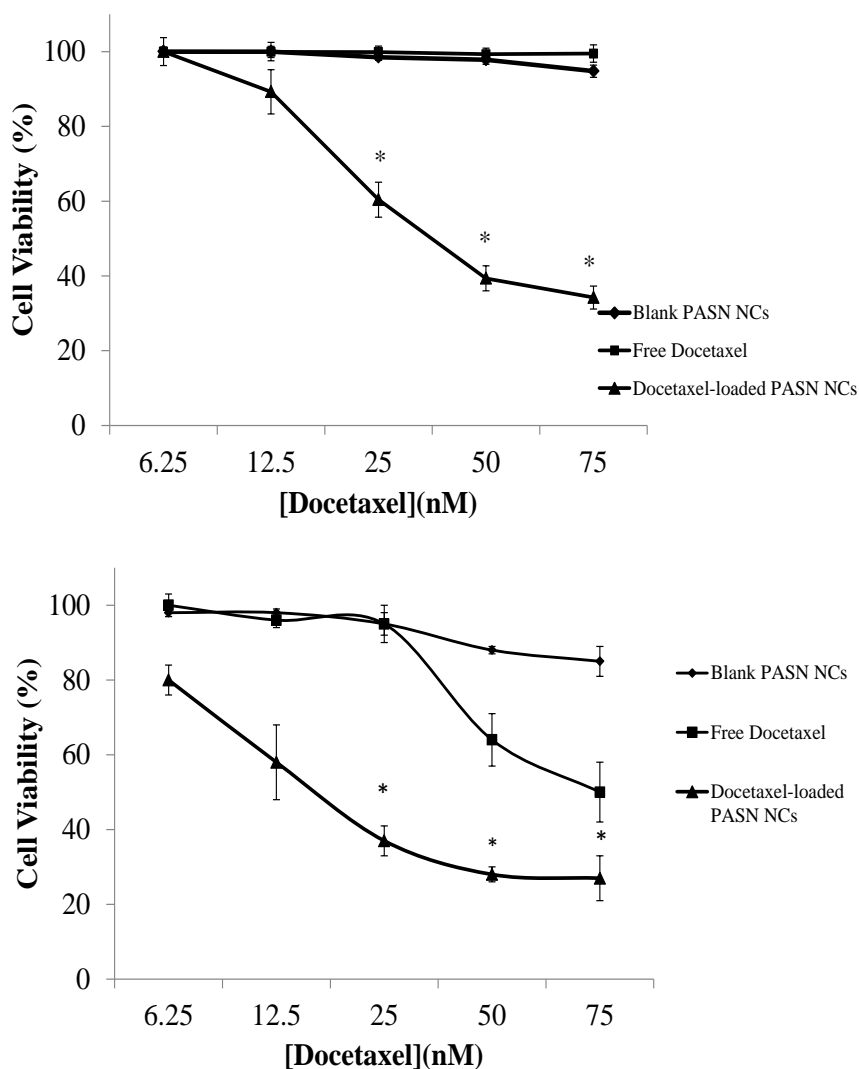 100
80
60
40
20
0
Cell Viability (%)
*
*
*
Blank PASN NCs
Free Docetaxel
Docetaxel-loaded PASN NCs
6.25 12.5 25 50 75
[Docetaxel](nM)
100
80
60
40
20
0
Cell Viability (%)
*
*
*
Blank PASN NCs
Free Docetaxel
Docetaxel-loaded
PASN NCs
6.25 12.5 25 50 75
[Docetaxel](nM)